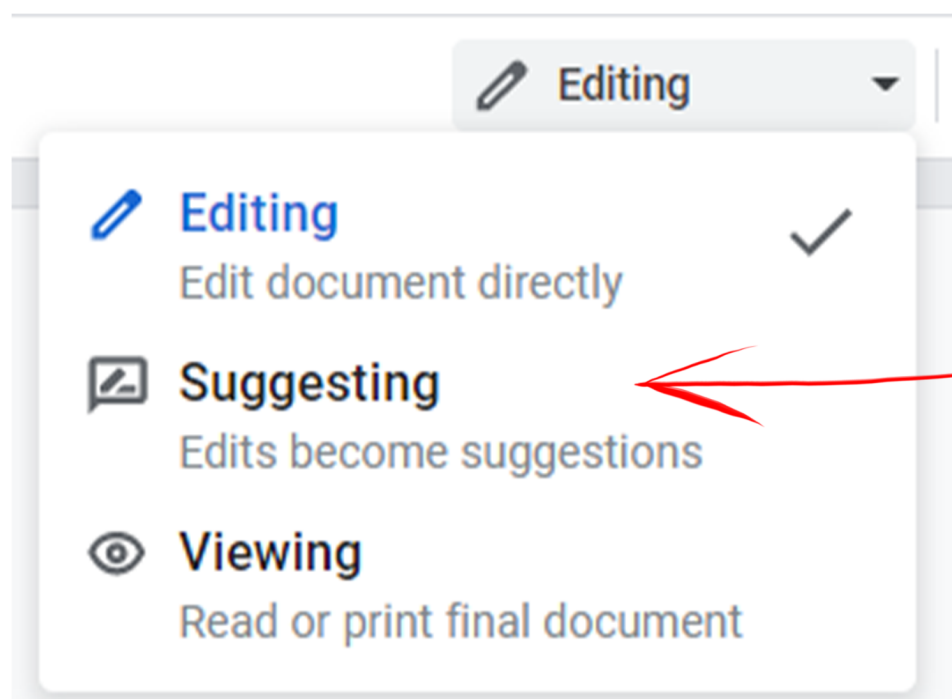 Editing
Editing
Edit document directly
Suggesting
Edits become suggestions
Viewing
Read or print final document